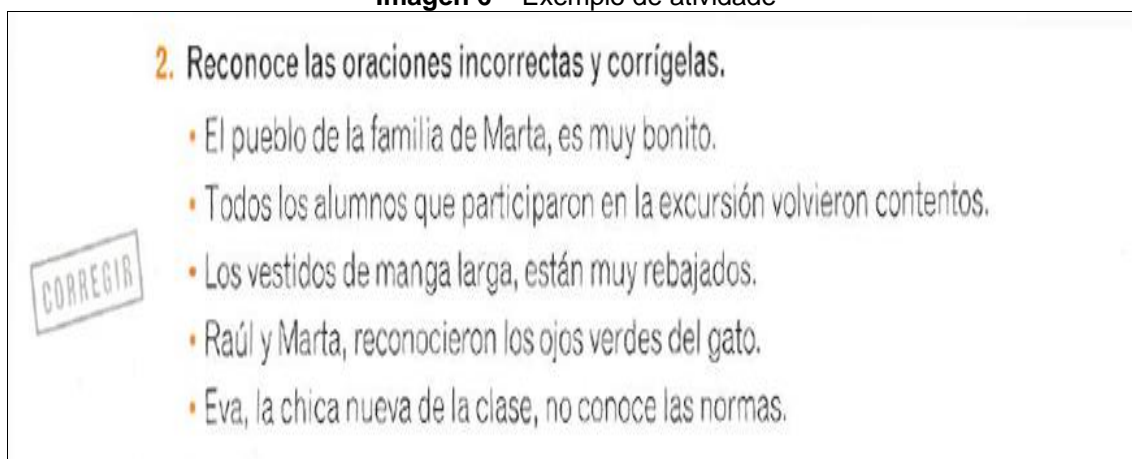 Imagen 6 – Exemplo de atividade
2. Reconoce las oraciones incorrectas y corrígelas.
• El pueblo de la familia de Marta, es muy bonito.
• Todos los alumnos que participaron en la excursión volvieron contentos.
CORREGIR
• Los vestidos de manga larga, están muy rebajados.
• Raúl y Marta, reconocieron los ojos verdes del gato.
• Eva, la chica nueva de la clase, no conoce las normas.